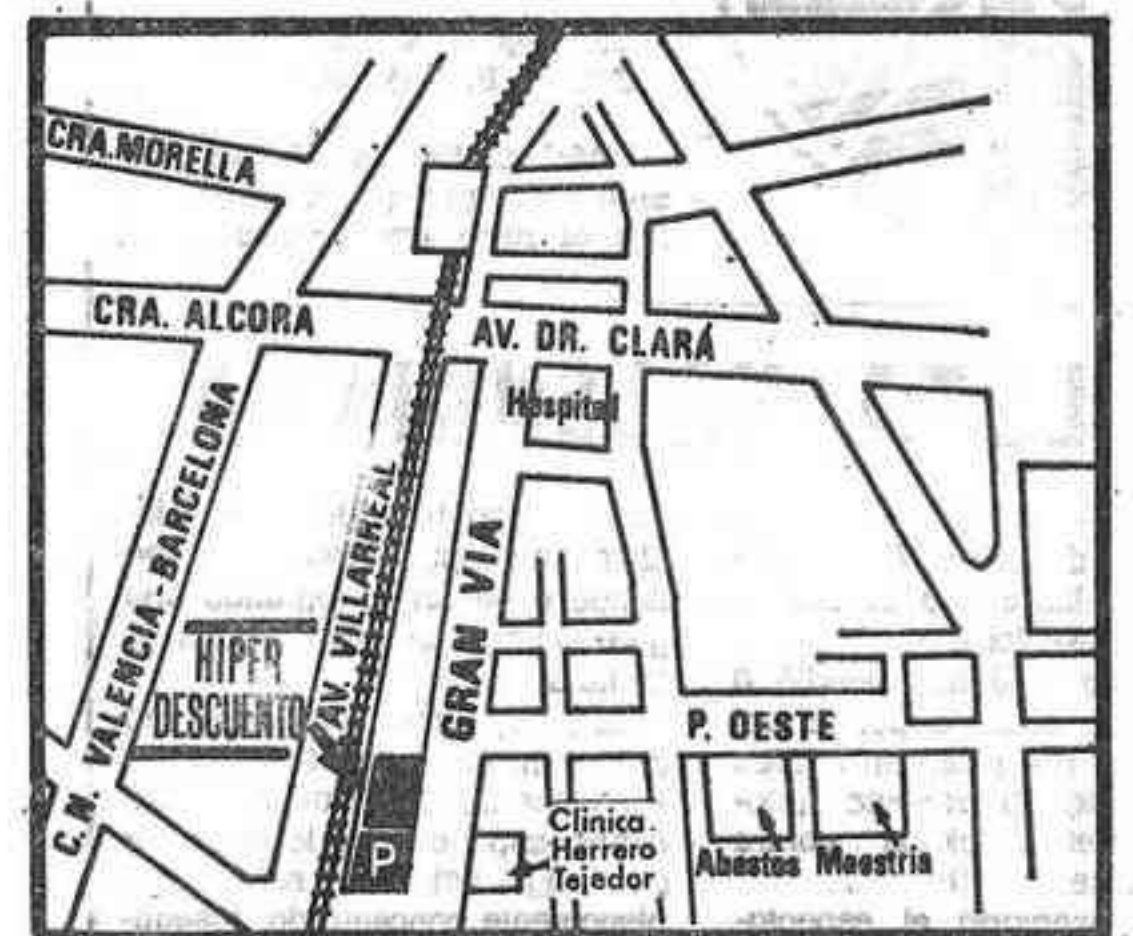 CRA.MORELLA
CRA. ALCORA
AV. DR. CLARÁ
Hospital
C.N. VALENCIA-BARCELONA
AV. VILLARREAL
GRAN VIA
HIPER
DESCUENTO
P. OESTE
P
Clinica.
Herrero
Tejedor
Abastos Maestria